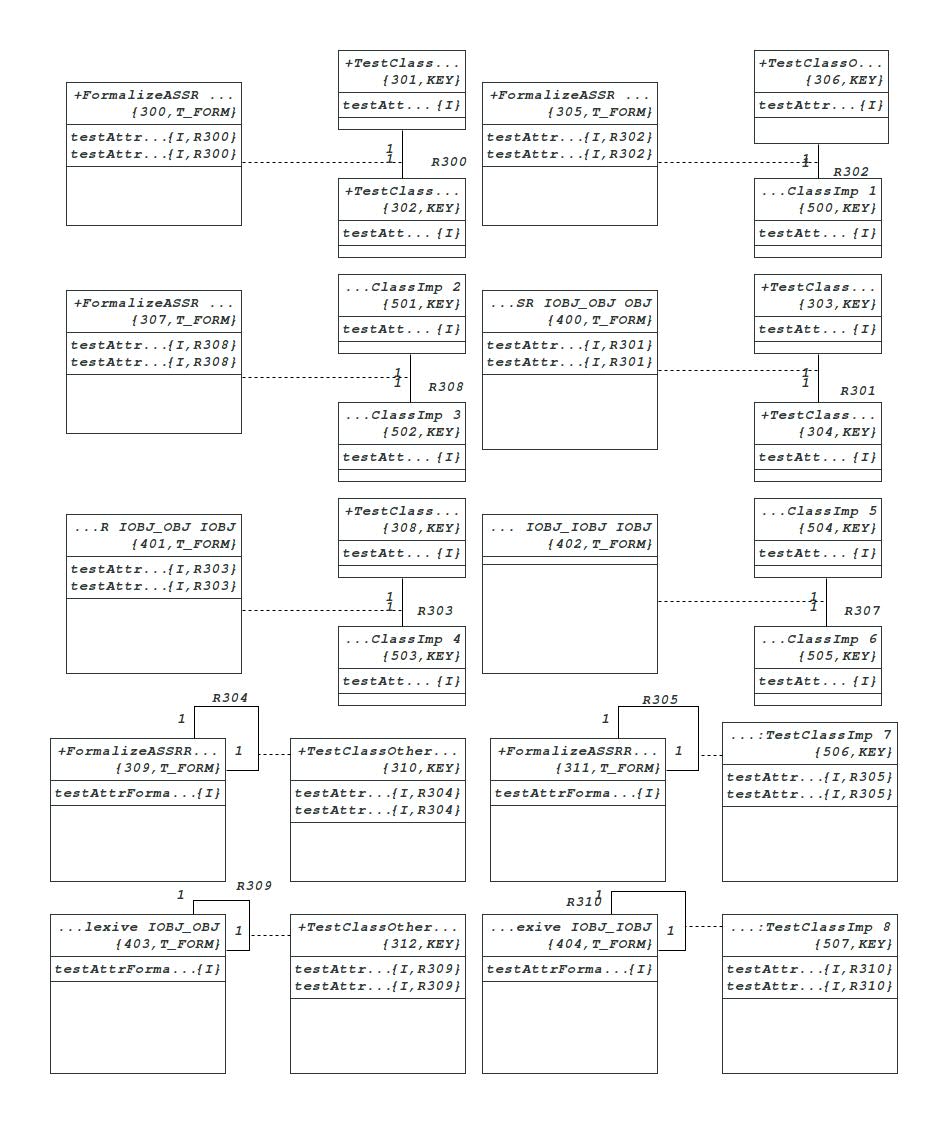 +TestClass...
{301,KEY}
testAtt... {I}
+TestClassO...
{306,KEY}
testAttr... {I}
+FormalizeASSR ...
{300,T_FORM}
testAttr...{I,R300}
testAttr...{I,R300}
1
1
R300
+FormalizeASSR ...
{305,T_FORM}
testAttr...{I,R302}
testAttr...{I,R302}
1
1
R302
+TestClass...
{302,KEY}
testAtt... {I}
...ClassImp 1
{500,KEY}
testAtt... {I}
+FormalizeASSR ...
{307,T_FORM}
testAttr...{I,R308}
testAttr...{I,R308}
...ClassImp 2
{501,KEY}
testAtt... {I}
1
1
R308
...SR IOBJ_OBJ OBJ
{400,T_FORM}
testAttr...{I,R301}
testAttr...{I,R301}
+TestClass...
{303,KEY}
testAtt... {I}
1
1
R301
...ClassImp 3
{502,KEY}
testAtt... {I}
+TestClass...
{304,KEY}
testAtt... {I}
...R IOBJ_OBJ IOBJ
{401,T_FORM}
testAttr...{I,R303}
testAttr...{I,R303}
+TestClass...
{308,KEY}
testAtt... {I}
1
1
R303
... IOBJ_IOBJ IOBJ
{402,T_FORM}
...ClassImp 5
{504,KEY}
testAtt... {I}
1
1
R307
...ClassImp 4
{503,KEY}
testAtt... {I}
...ClassImp 6
{505,KEY}
testAtt... {I}
R304
1
1
+FormalizeASSRR...
{309,T_FORM}
testAttrForma...{I}
+TestClassOther...
{310,KEY}
testAttr...{I,R304}
testAttr...{I,R304}
R305
1
1
+FormalizeASSRR...
{311,T_FORM}
testAttrForma...{I}
...:TestClassImp 7
{506,KEY}
testAttr...{I,R305}
testAttr...{I,R305}
R309
1
1
...lexive IOBJ_OBJ
{403,T_FORM}
testAttrForma...{I}
+TestClassOther...
{312,KEY}
testAttr...{I,R309}
testAttr...{I,R309}
R310
1
1
...exive IOBJ_IOBJ
{404,T_FORM}
testAttrForma...{I}
...:TestClassImp 8
{507,KEY}
testAttr...{I,R310}
testAttr...{I,R310}